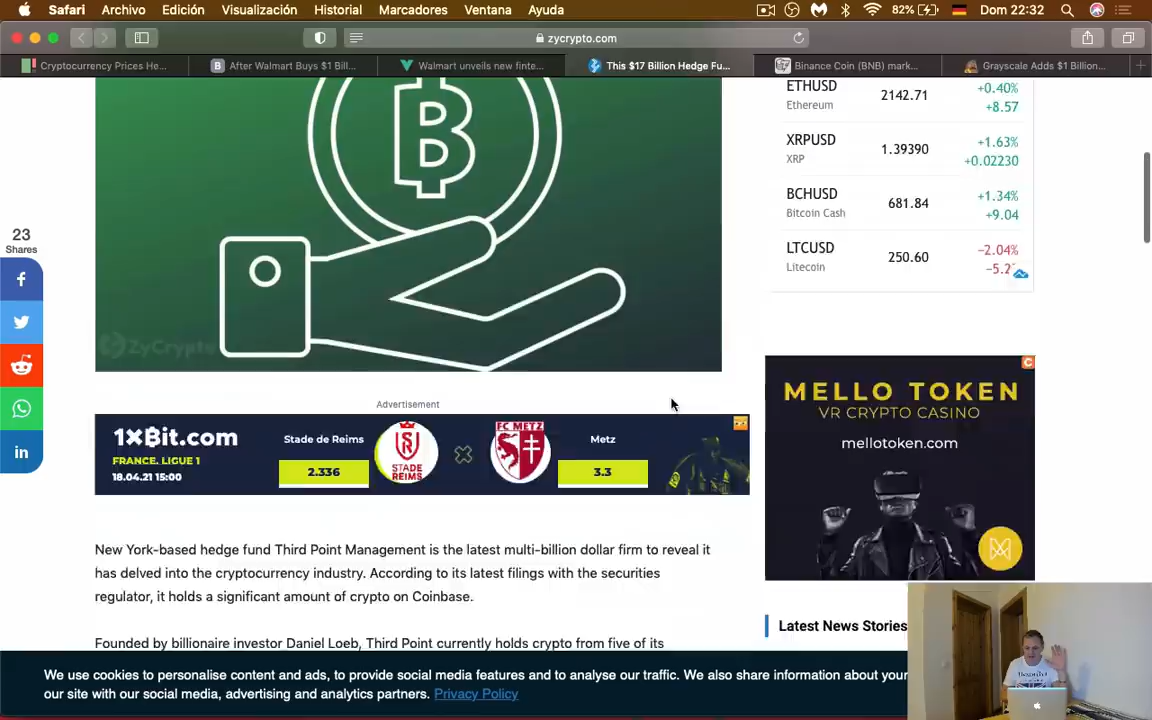 Safari Archivo Edición Visualización Historial Marcadores Ventana Ayuda 82% Dom 22:32
zycrypto.com
Cryptocurrency Prices He... After Walmart Buys $1 Bill... Walmart unveils new finte... This $17 Billion Hedge Fu... Binance Coin (BNB) mark... Grayscale Adds $1 Billion...
ETHUSD 2142.71 +0.40%
Ethereum +8.57
XRPUSD 1.39390 +1.63%
XRP +0.02230
BCHUSD 681.84 +1.34%
Bitcoin Cash +9.04
LTCUSD 250.60 −2.04%
Litecoin −5.2
23
Shares
ZyCrypto
Advertisement
1XBit.com
FRANCE. LIGUE 1
18.04.21 15:00
Stade de Reims
2.336
STADE
REIMS
FC METZ
Metz
3.3
MELLO TOKEN
VR CRYPTO CASINO
mellotoken.com
New York-based hedge fund Third Point Management is the latest multi-billion dollar firm to reveal it
has delved into the cryptocurrency industry. According to its latest filings with the securities
regulator, it holds a significant amount of crypto on Coinbase.
Founded by billionaire investor Daniel Loeb, Third Point currently holds crypto from five of its
Latest News Stories
We use cookies to personalise content and ads, to provide social media features and to analyse our traffic. We also share information about your
our site with our social media, advertising and analytics partners. Privacy Policy